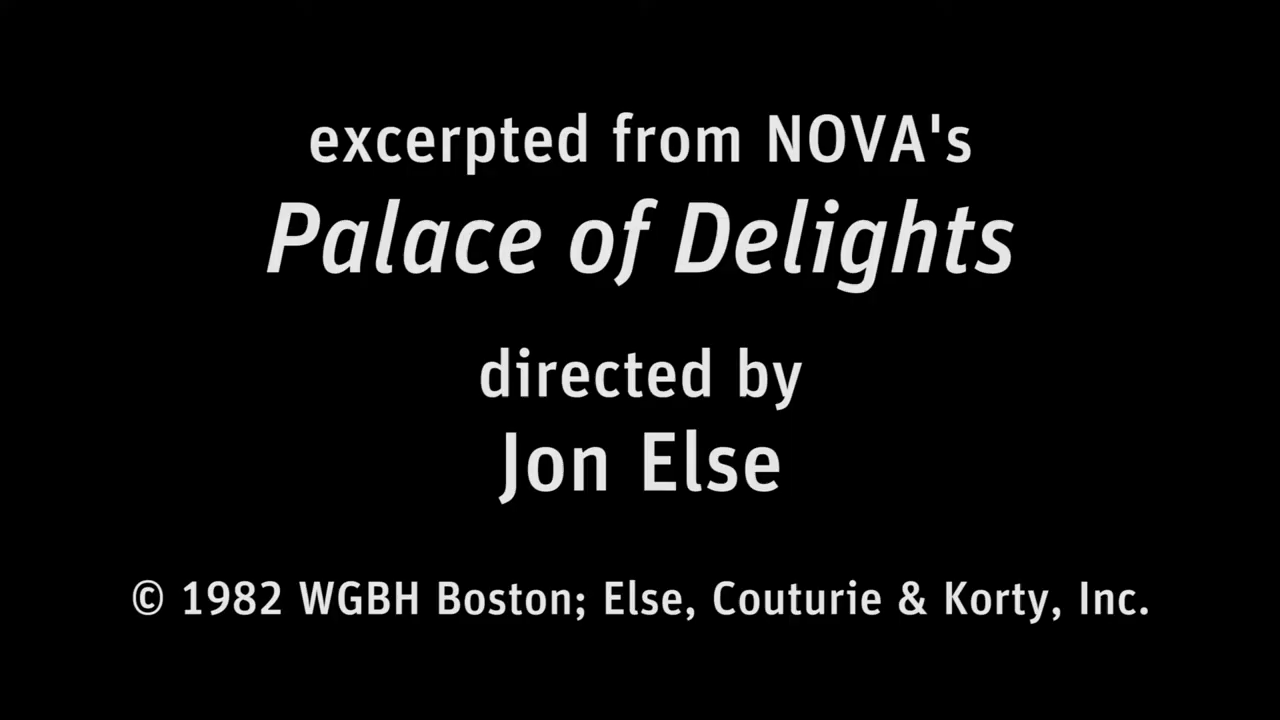 excerpted from NOVA's
Palace of Delights
directed by
Jon Else
© 1982 WGBH Boston; Else, Couturie & Korty, Inc.